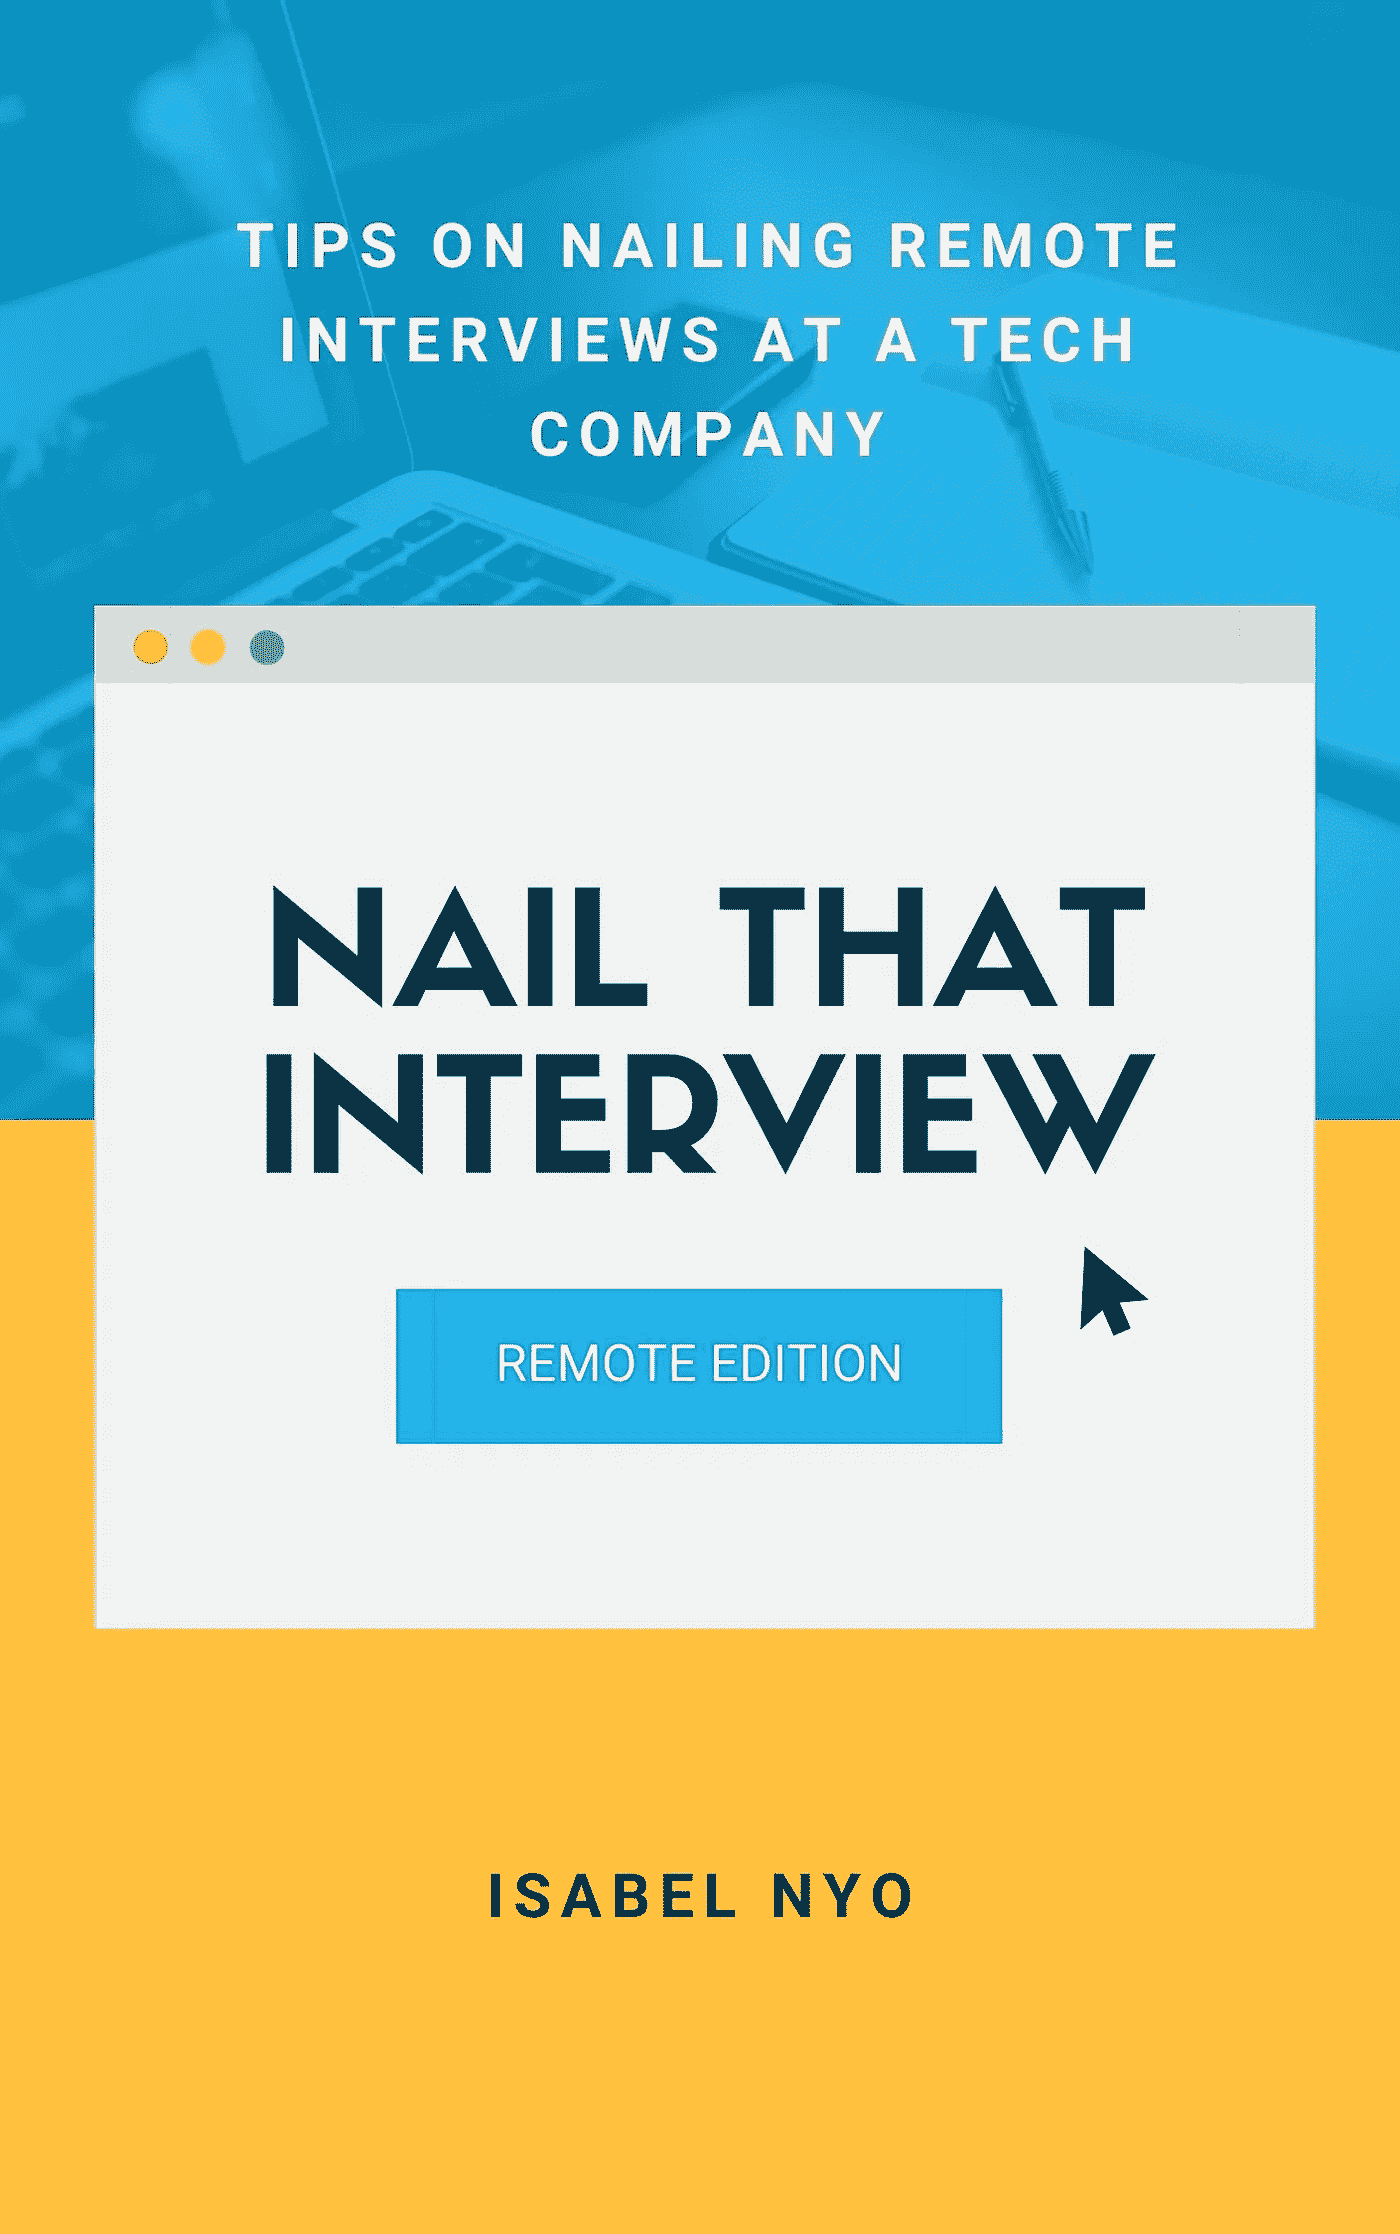 TIPS ON NAILING REMOTE
INTERVIEWS AT A TECH
COMPANY
NAIL THAT
INTERVIEW
REMOTE EDITION
ISABEL NYO